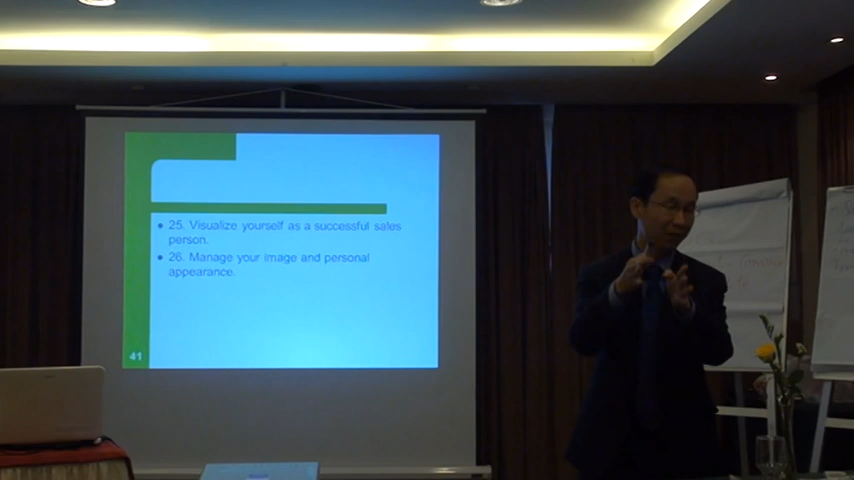 • 25. Visualize yourself as a successful sales
person.
• 26. Manage your image and personal
appearance.
41